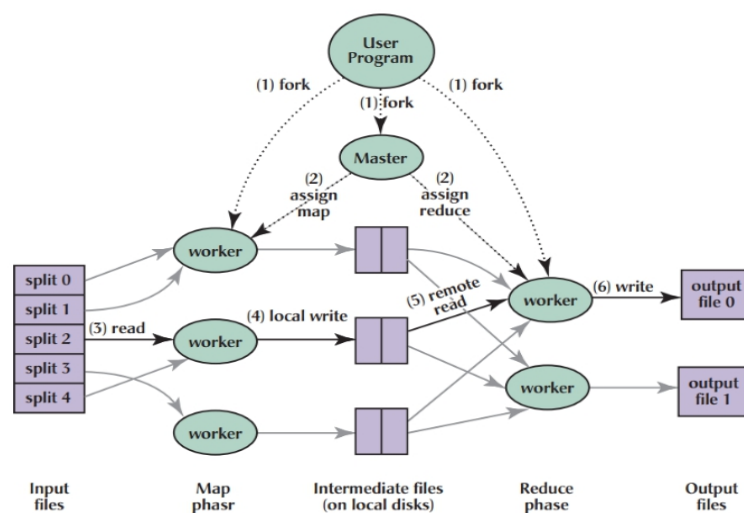 User
Program
(1) fork
(1) fork
(1) fork
Master
(2)
assign
map
(2)
assign
reduce
worker
split 0
split 1
split 2
split 3
split 4
(3) read
worker
(4) local write
(5) remote
read
worker
(6) write
output
file 0
worker
output
file 1
worker
Input
files
Map
phasr
Intermediate files
(on local disks)
Reduce
phase
Output
files